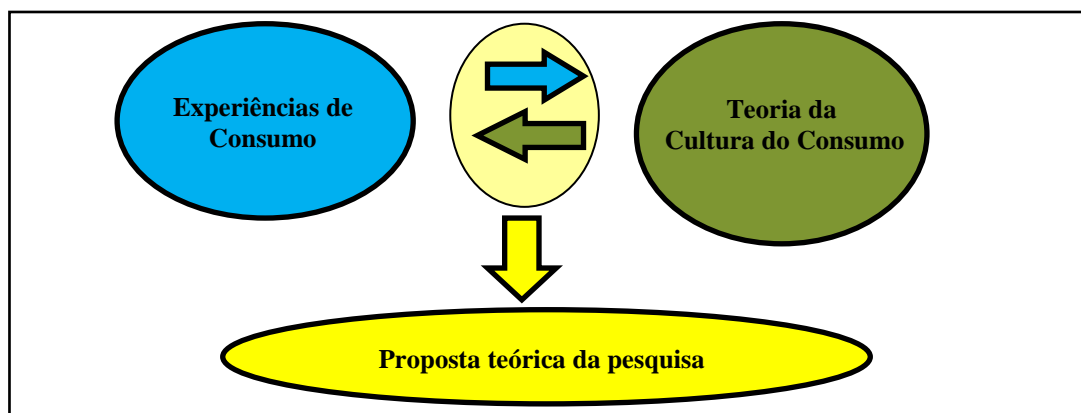 Experiências de
Consumo
Teoria da
Cultura do Consumo
Proposta teórica da pesquisa